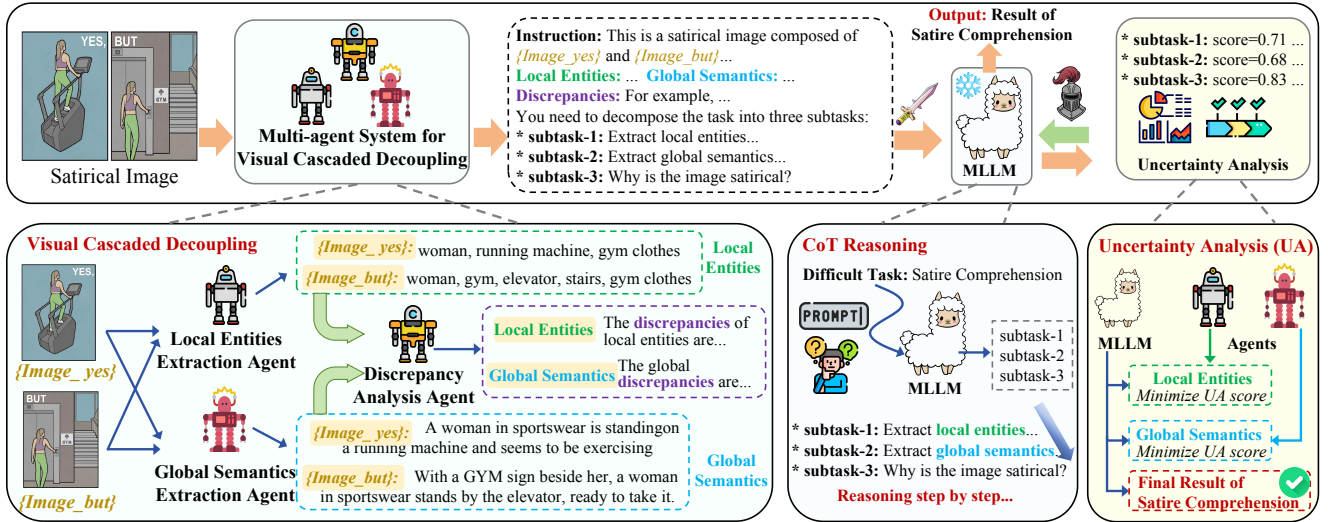 YES,
BUT
GYM
Satirical Image
Multi-agent System for
Visual Cascaded Decoupling
Instruction: This is a satirical image composed of
{Image_yes} and {Image_but}...
Local Entities: ... Global Semantics: ...
Discrepancies: For example, ...
You need to decompose the task into three subtasks:
* subtask-1: Extract local entities...
* subtask-2: Extract global semantics...
* subtask-3: Why is the image satirical?
Output: Result of
Satire Comprehension
MLLM
* subtask-1: score=0.71 ...
* subtask-2: score=0.68 ...
* subtask-3: score=0.83 ...
Uncertainty Analysis
Visual Cascaded Decoupling
YES,
{Image_ yes}
BUT
GYM
{Image_but}
Local Entities
Extraction Agent
Global Semantics
Extraction Agent
{Image_yes}: woman, running machine, gym clothes
{Image_but}: woman, gym, elevator, stairs, gym clothes
Local
Entities
Discrepancy
Analysis Agent
Local Entities The discrepancies of
local entities are...
Global Semantics The global
discrepancies are...
{Image_yes}: A woman in sportswear is standingon
a running machine and seems to be exercising
{Image_but}: With a GYM sign beside her, a woman
in sportswear stands by the elevator, ready to take it.
Global
Semantics
CoT Reasoning
Difficult Task: Satire Comprehension
PROMPT
MLLM
subtask-1
subtask-2
subtask-3
* subtask-1: Extract local entities...
* subtask-2: Extract global semantics...
* subtask-3: Why is the image satirical?
Reasoning step by step...
Uncertainty Analysis (UA)
MLLM
Agents
Local Entities
Minimize UA score
Global Semantics
Minimize UA score
Final Result of
Satire Comprehension